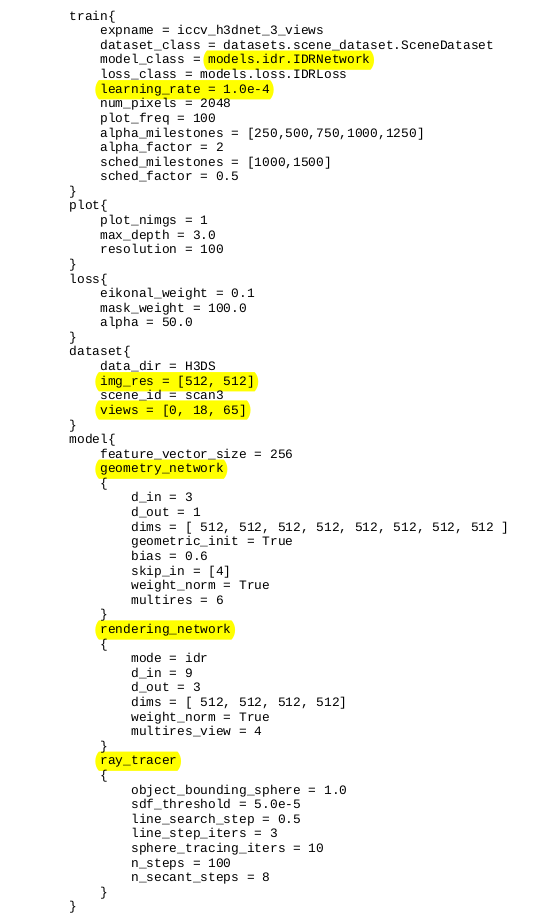 train{
expname = iccv_h3dnet_3_views
dataset_class = datasets.scene_dataset.SceneDataset
model_class = models.idr.IDRNetwork
loss_class = models.loss.IDRLoss
learning_rate = 1.0e-4
num_pixels = 2048
plot_freq = 100
alpha_milestones = [250,500,750,1000,1250]
alpha_factor = 2
sched_milestones = [1000,1500]
sched_factor = 0.5
}
plot{
plot_nimgs = 1
max_depth = 3.0
resolution = 100
}
loss{
eikonal_weight = 0.1
mask_weight = 100.0
alpha = 50.0
}
dataset{
data_dir = H3DS
img_res = [512, 512]
scene_id = scan3
views = [0, 18, 65]
}
model{
feature_vector_size = 256
geometry_network
{
d_in = 3
d_out = 1
dims = [ 512, 512, 512, 512, 512, 512, 512, 512 ]
geometric_init = True
bias = 0.6
skip_in = [4]
weight_norm = True
multires = 6
}
rendering_network
{
mode = idr
d_in = 9
d_out = 3
dims = [ 512, 512, 512, 512]
weight_norm = True
multires_view = 4
}
ray_tracer
{
object_bounding_sphere = 1.0
sdf_threshold = 5.0e-5
line_search_step = 0.5
line_step_iters = 3
sphere_tracing_iters = 10
n_steps = 100
n_secant_steps = 8
}
}